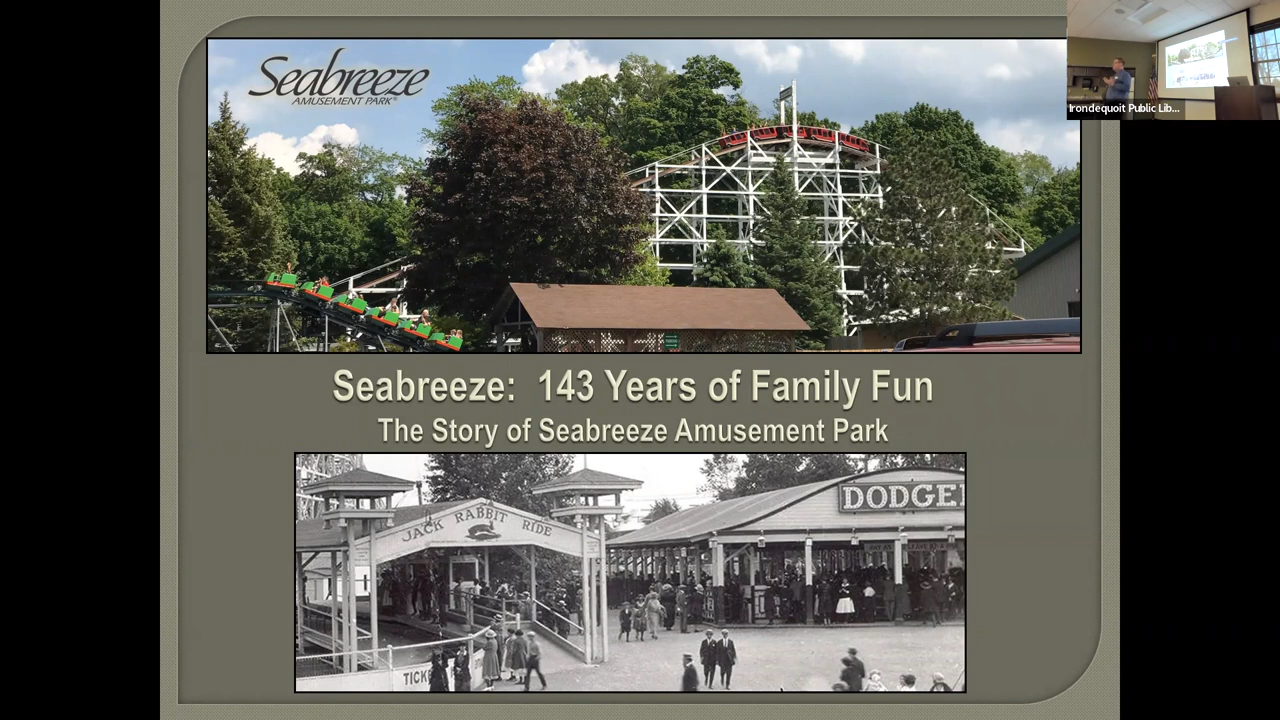 Seabreeze
AMUSEMENT PARK®
Irondequoit Public Lib...
Seabreeze: 143 Years of Family Fun
The Story of Seabreeze Amusement Park
JACK RABBIT RIDE
DODGE
TICKE